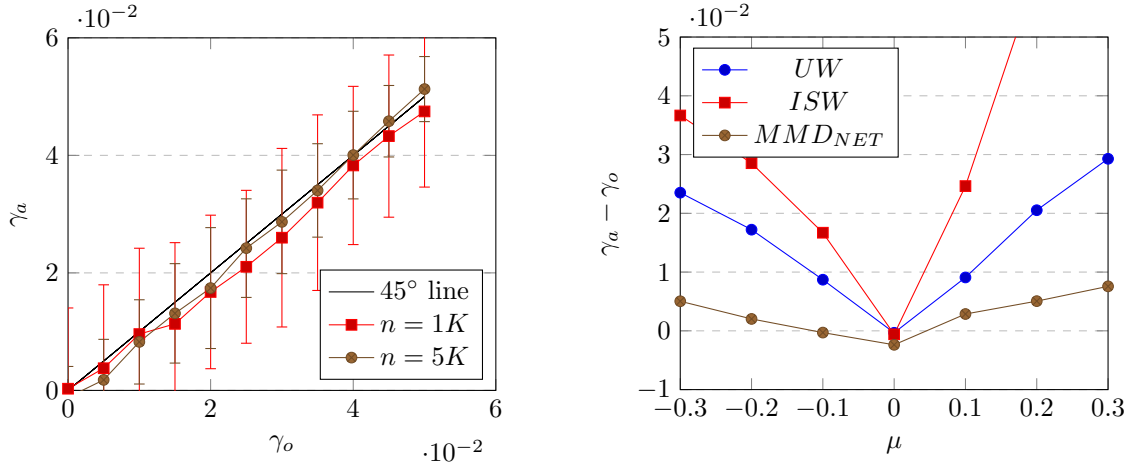 ·10−2
6
4
2
0
γa
0
2
4
6
·10−2
γo
45° line
n = 1K
n = 5K
·10−2
5
4
3
2
1
0
−1
γa − γo
−0.3
−0.2
−0.1
0
0.1
0.2
0.3
μ
UW
ISW
MMDNET